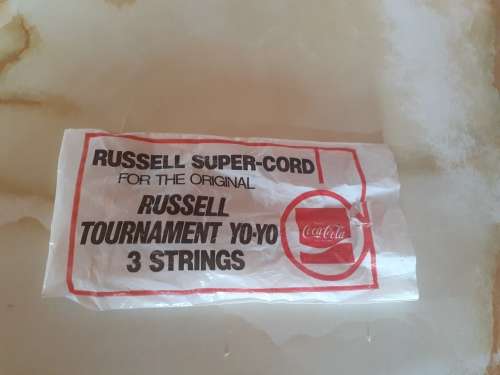 RUSSELL SUPER-CORD
FOR THE ORIGINAL
RUSSELL
TOURNAMENT YO-YO
3 STRINGS
Coca-Cola